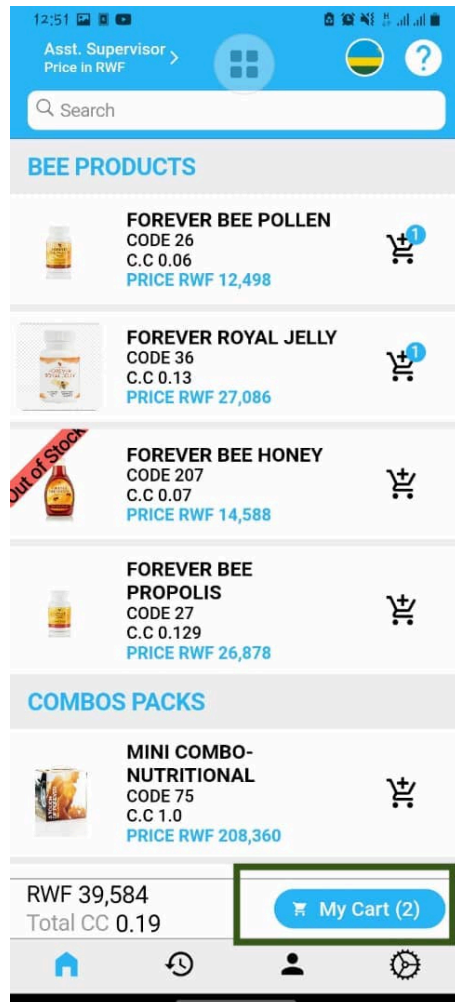 12:51
Asst. Supervisor
Price in RWF
?
Search
BEE PRODUCTS
FOREVER BEE POLLEN
CODE 26
C.C 0.06
PRICE RWF 12,498
1
FOREVER ROYAL JELLY
CODE 36
C.C 0.13
PRICE RWF 27,086
1
Out of Stock
FOREVER BEE HONEY
CODE 207
C.C 0.07
PRICE RWF 14,588
FOREVER BEE
PROPOLIS
CODE 27
C.C 0.129
PRICE RWF 26,878
COMBOS PACKS
MINI COMBO-
NUTRITIONAL
CODE 75
C.C 1.0
PRICE RWF 208,360
RWF 39,584
Total CC 0.19
My Cart (2)